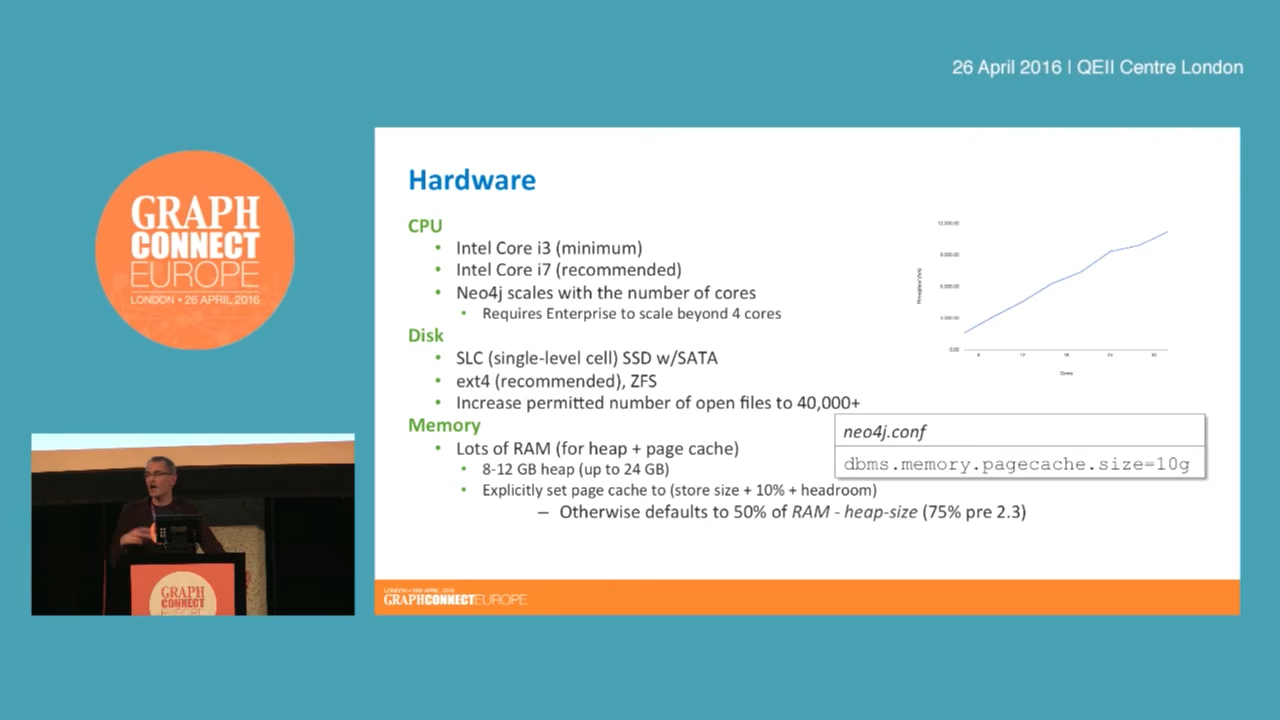 26 April 2016 | QEII Centre London
GRAPH
CONNECT
EUROPE
LONDON • 26 APRIL 2016
Hardware
CPU
• Intel Core i3 (minimum)
• Intel Core i7 (recommended)
• Neo4j scales with the number of cores
• Requires Enterprise to scale beyond 4 cores
Disk
• SLC (single-level cell) SSD w/SATA
• ext4 (recommended), ZFS
• Increase permitted number of open files to 40,000+
Memory
• Lots of RAM (for heap + page cache)
• 8-12 GB heap (up to 24 GB)
• Explicitly set page cache to (store size + 10% + headroom)
– Otherwise defaults to 50% of RAM - heap-size (75% pre 2.3)
neo4j.conf
dbms.memory.pagecache.size=10g
0.00
Cores
GRAPHCONNECTEUROPE
GRAPH
CONNECT